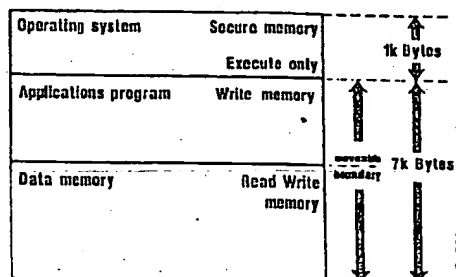 Operating system Secure memory
1k Bytes
Execute only
Applications program Write memory
moveable
boundary
7k Bytes
Data memory Read Write
memory